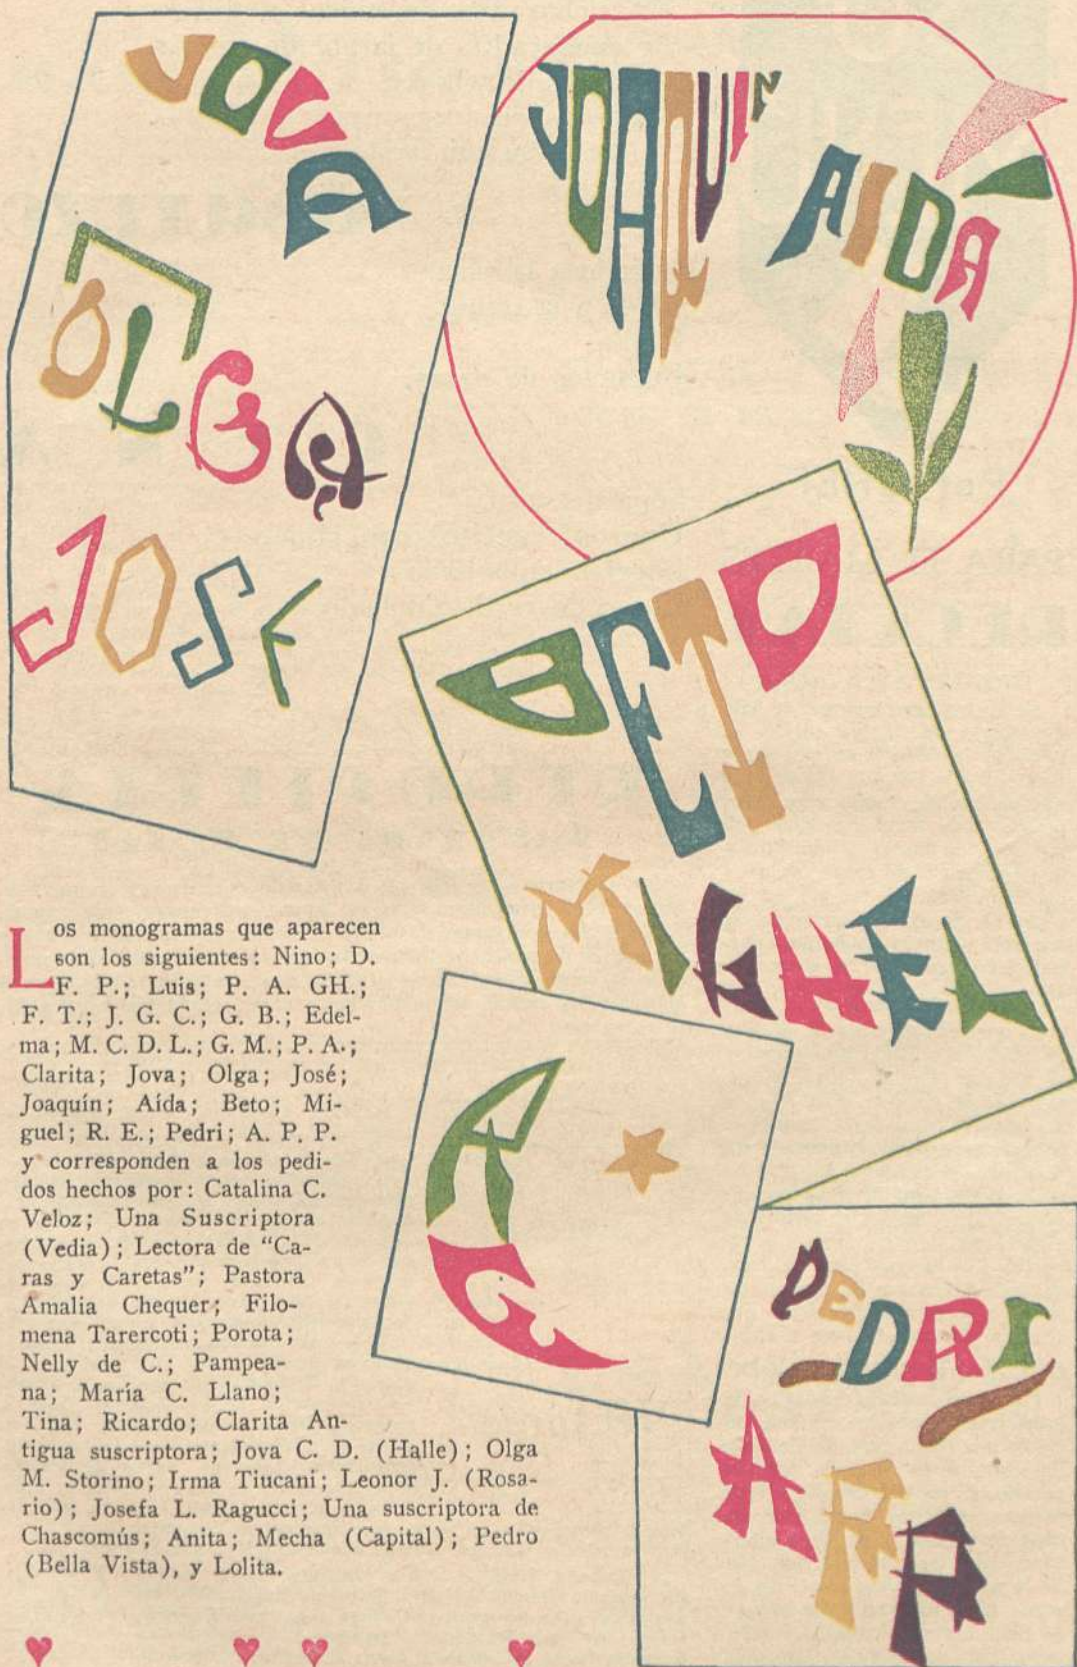 JOVA
OLGA
JOSE
JOAQUIN
AIDA
BETO
MIGUEL
PEDRI
APP
Los monogramas que aparecen
son los siguientes: Nino; D.
F. P.; Luis; P. A. GH.;
F. T.; J. G. C.; G. B.; Edel-
ma; M. C. D. L.; G. M.; P. A.;
Clarita; Jova; Olga; José;
Joaquín; Aída; Beto; Mi-
guel; R. E.; Pedri; A. P. P.
y corresponden a los pedi-
dos hechos por: Catalina C.
Veloz; Una Suscriptora
(Vedia); Lectora de “Ca-
ras y Caretas”; Pastora
Amalia Chequer; Filo-
mena Tarercoti; Porota;
Nelly de C.; Pampea-
na; María C. Llano;
Tina; Ricardo; Clarita An-
tigua suscriptora; Jova C. D. (Halle); Olga
M. Storino; Irma Tiucani; Leonor J. (Rosa-
rio); Josefa L. Ragucci; Una suscriptora de
Chascomús; Anita; Mecha (Capital); Pedro
(Bella Vista), y Lolita.